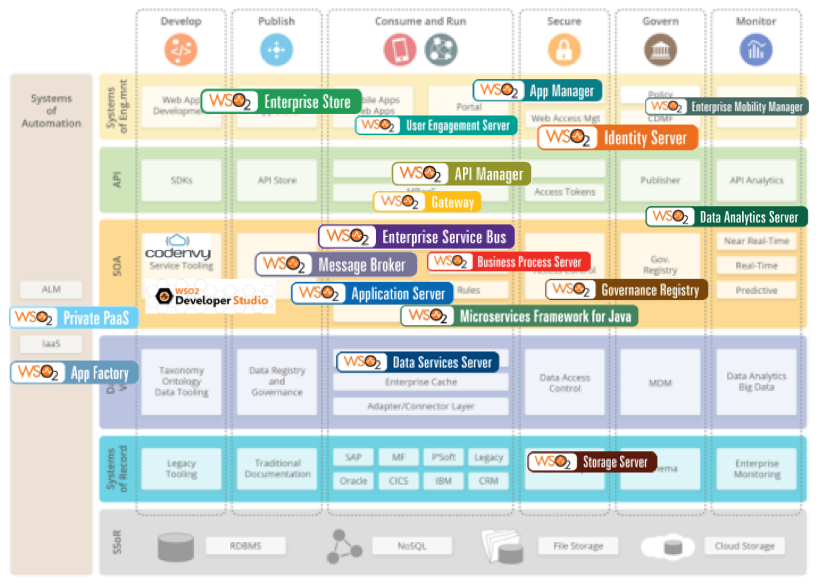 Develop
Publish
Consume and Run
Secure
Govern
Monitor
Systems
of Automation
ALM
WSO2 Private PaaS
IaaS
WSO2 App Factory
Systems
of Eng.mnt
Web App
WSO2 Enterprise Store
Web Apps
Portal
WSO2 User Engagement Server
WSO2 App Manager
Web Access Mgt
WSO2 Identity Server
Policy
WSO2 Enterprise Mobility Manager
API
SDKs
API Store
WSO2 API Manager
WSO2 Gateway
Access Tokens
Publisher
API Analytics
WSO2 Data Analytics Server
SOA
codenvy
Service Tooling
WSO2
Developer Studio
WSO2 Enterprise Service Bus
WSO2 Message Broker
WSO2 Business Process Server
WSO2 Application Server
Rules
WSO2 Microservices Framework for Java
Access Control
WSO2 Governance Registry
Gov.
Registry
Near Real-Time
Real-Time
Predictive
Taxonomy
Ontology
Data Tooling
Data Registry
and
Governance
WSO2 Data Services Server
Enterprise Cache
Adapter/Connector Layer
Data Access
Control
MDM
Data Analytics
Big Data
Systems
of Record
Legacy
Tooling
Traditional
Documentation
SAP
MF
P'Soft
Legacy
Oracle
CICS
IBM
CRM
WSO2 Storage Server
Enterprise
Monitoring
SSoR
RDBMS
NoSQL
File Storage
Cloud Storage